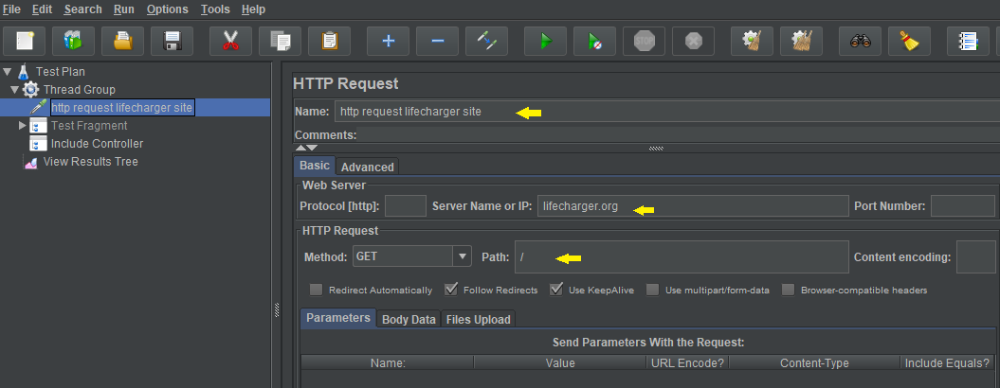 File Edit Search Run Options Tools Help
STOP
Test Plan
Thread Group
http request lifecharger site
Test Fragment
Include Controller
View Results Tree
HTTP Request
Name: http request lifecharger site
Comments:
Basic Advanced
Web Server
Protocol [http]: Server Name or IP: lifecharger.org Port Number:
HTTP Request
Method: GET Path: / Content encoding:
Redirect Automatically Follow Redirects Use KeepAlive Use multipart/form-data Browser-compatible headers
Parameters Body Data Files Upload
Send Parameters With the Request:
Name: Value URL Encode? Content-Type Include Equals?